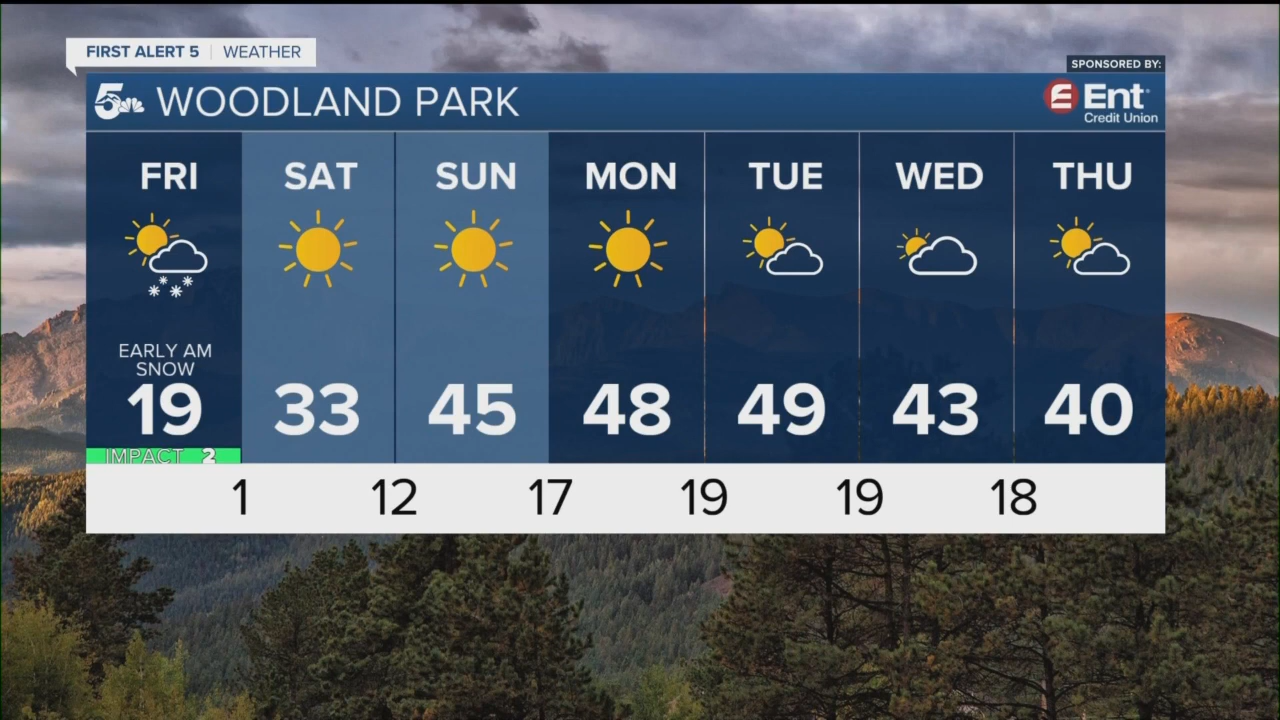 FIRST ALERT 5 | WEATHER
SPONSORED BY:
5 WOODLAND PARK
Ent
Credit Union
FRI SAT SUN MON TUE WED THU
EARLY AM
SNOW
19 33 45 48 49 43 40
IMPACT 2
1 12 17 19 19 18